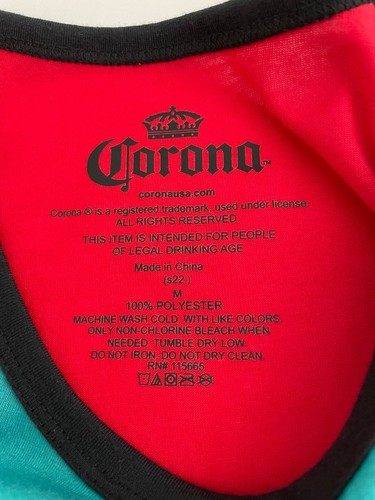 Corona™
coronausa.com
Corona ® is a registered trademark, used under license.
ALL RIGHTS RESERVED.
THIS ITEM IS INTENDED FOR PEOPLE
OF LEGAL DRINKING AGE.
Made in China
(s22 )
M
100% POLYESTER
MACHINE WASH COLD, WITH LIKE COLORS,
ONLY NON-CHLORINE BLEACH WHEN
NEEDED. TUMBLE DRY LOW.
DO NOT IRON, DO NOT DRY CLEAN.
RN# 115665